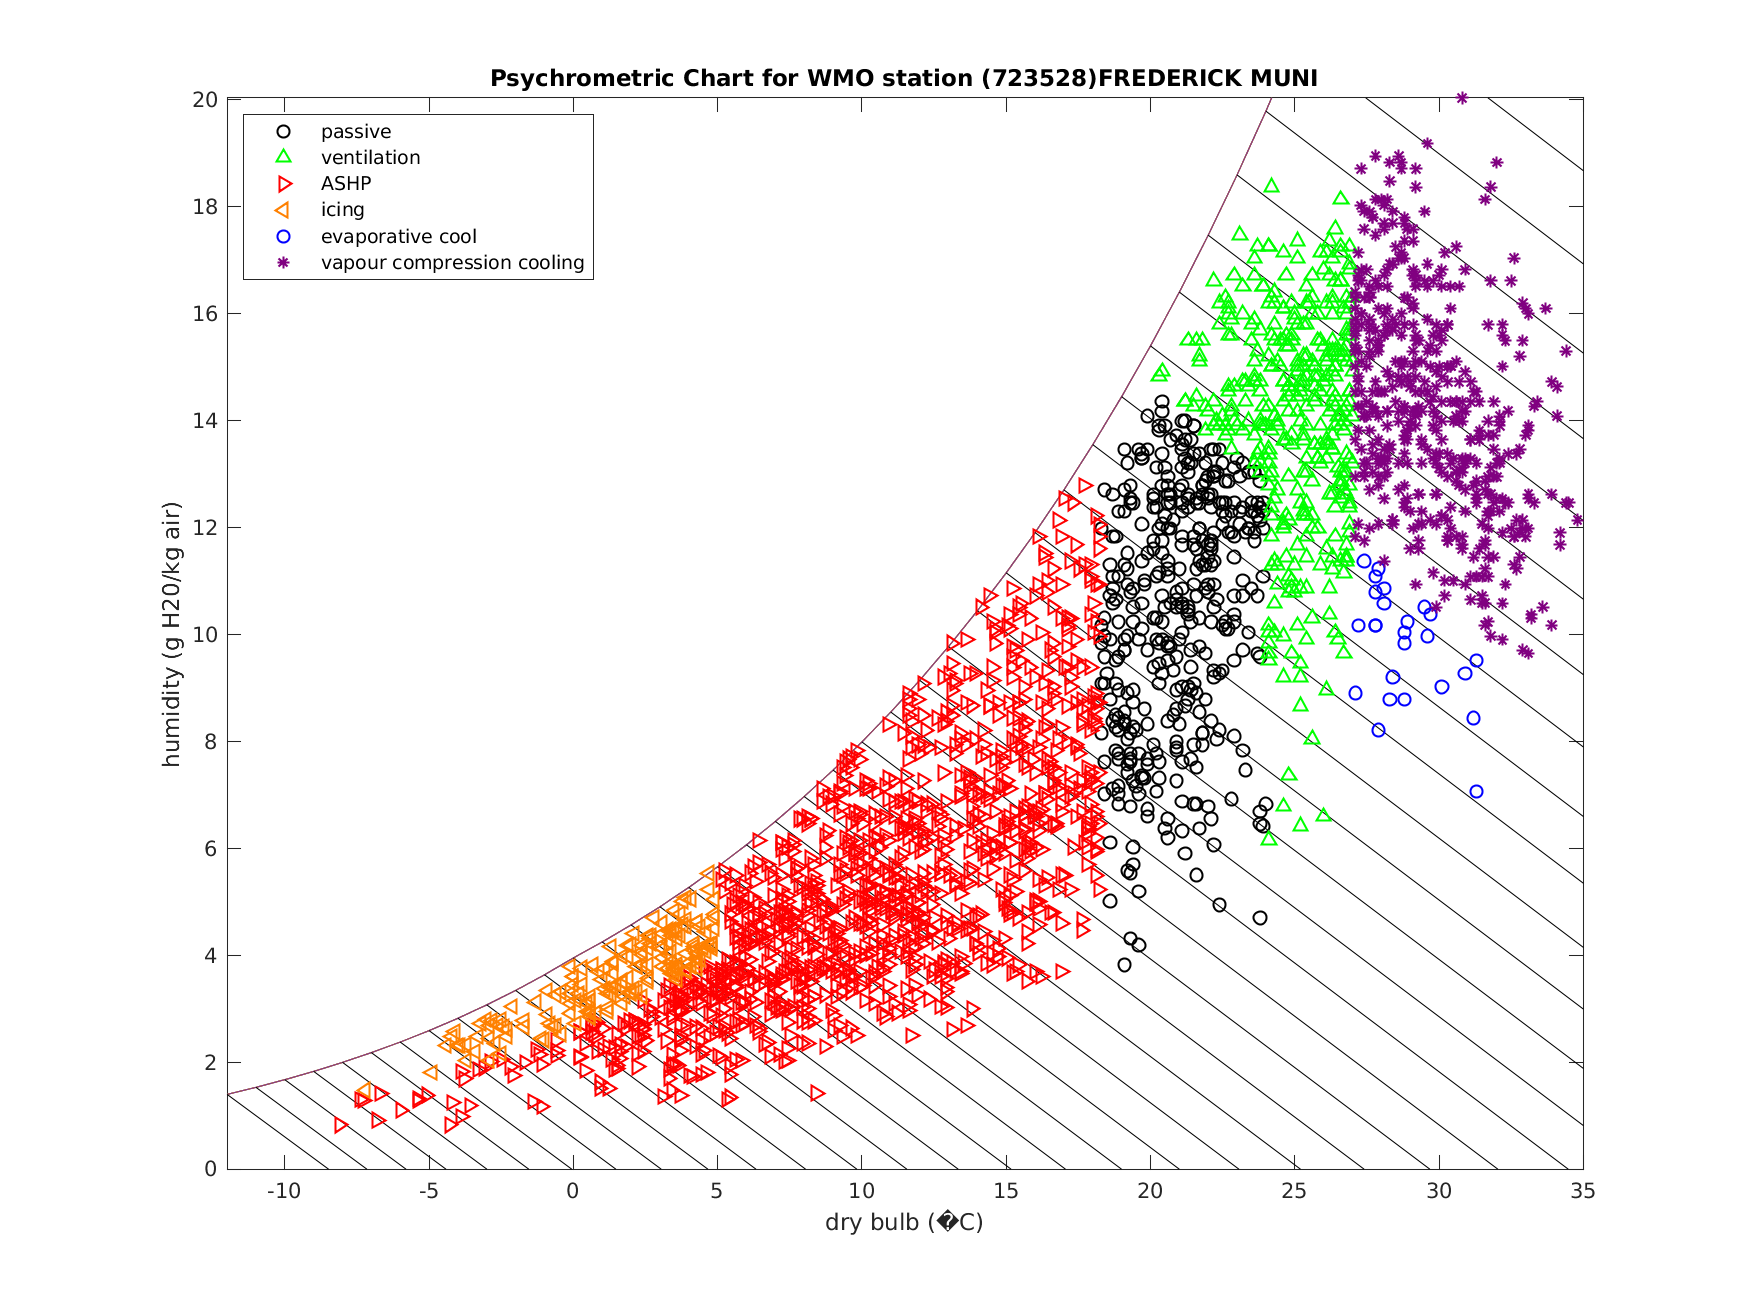 Psychrometric Chart for WMO station (723528)FREDERICK MUNI
passive
ventilation
ASHP
icing
evaporative cool
vapour compression cooling
humidity (g H20/kg air)
20
18
16
14
12
10
8
6
4
2
0
-10 -5 0 5 10 15 20 25 30 35
dry bulb (�C)